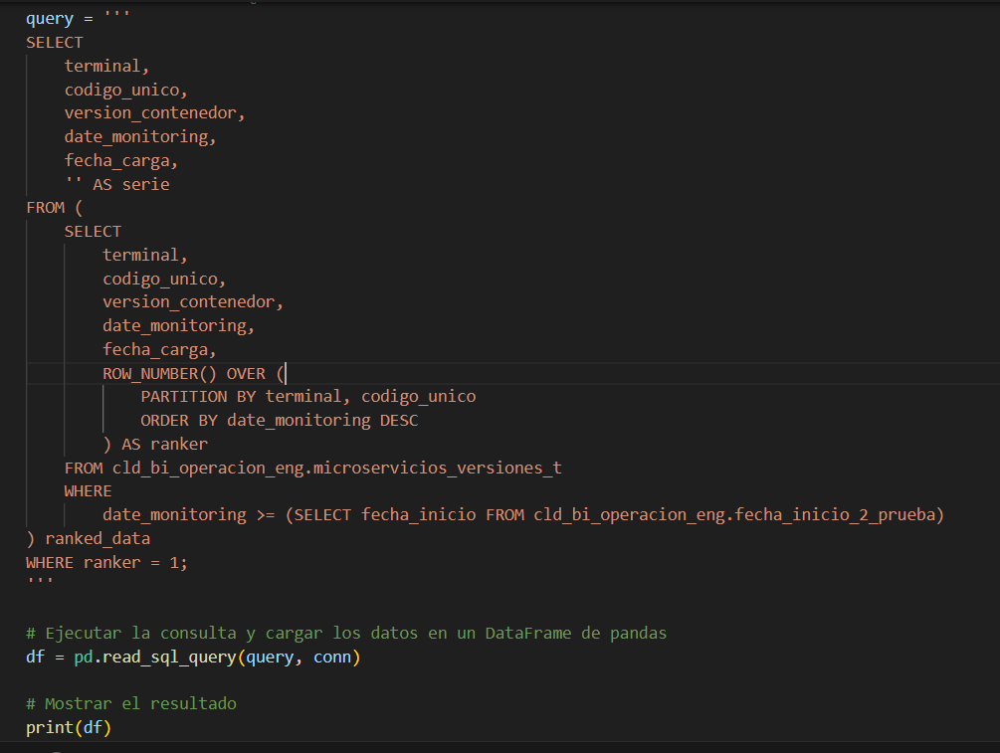 query = '''
SELECT
    terminal,
    codigo_unico,
    version_contenedor,
    date_monitoring,
    fecha_carga,
    '' AS serie
FROM (
    SELECT
        terminal,
        codigo_unico,
        version_contenedor,
        date_monitoring,
        fecha_carga,
        ROW_NUMBER() OVER (
            PARTITION BY terminal, codigo_unico
            ORDER BY date_monitoring DESC
        ) AS ranker
    FROM cld_bi_operacion_eng.microservicios_versiones_t
    WHERE
        date_monitoring >= (SELECT fecha_inicio FROM cld_bi_operacion_eng.fecha_inicio_2_prueba)
) ranked_data
WHERE ranker = 1;
'''
# Ejecutar la consulta y cargar los datos en un DataFrame de pandas
df = pd.read_sql_query(query, conn)
# Mostrar el resultado
print(df)